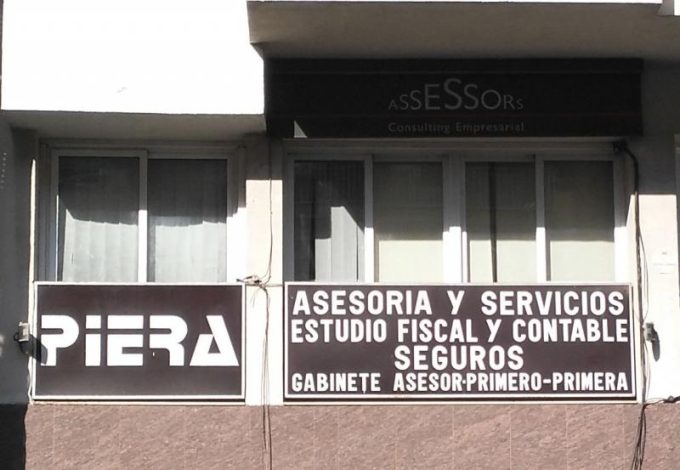 ASSESSORS
Consulting Empresarial
PIERA
ASESORIA Y SERVICIOS
ESTUDIO FISCAL Y CONTABLE
SEGUROS
GABINETE ASESOR-PRIMERO-PRIMERA